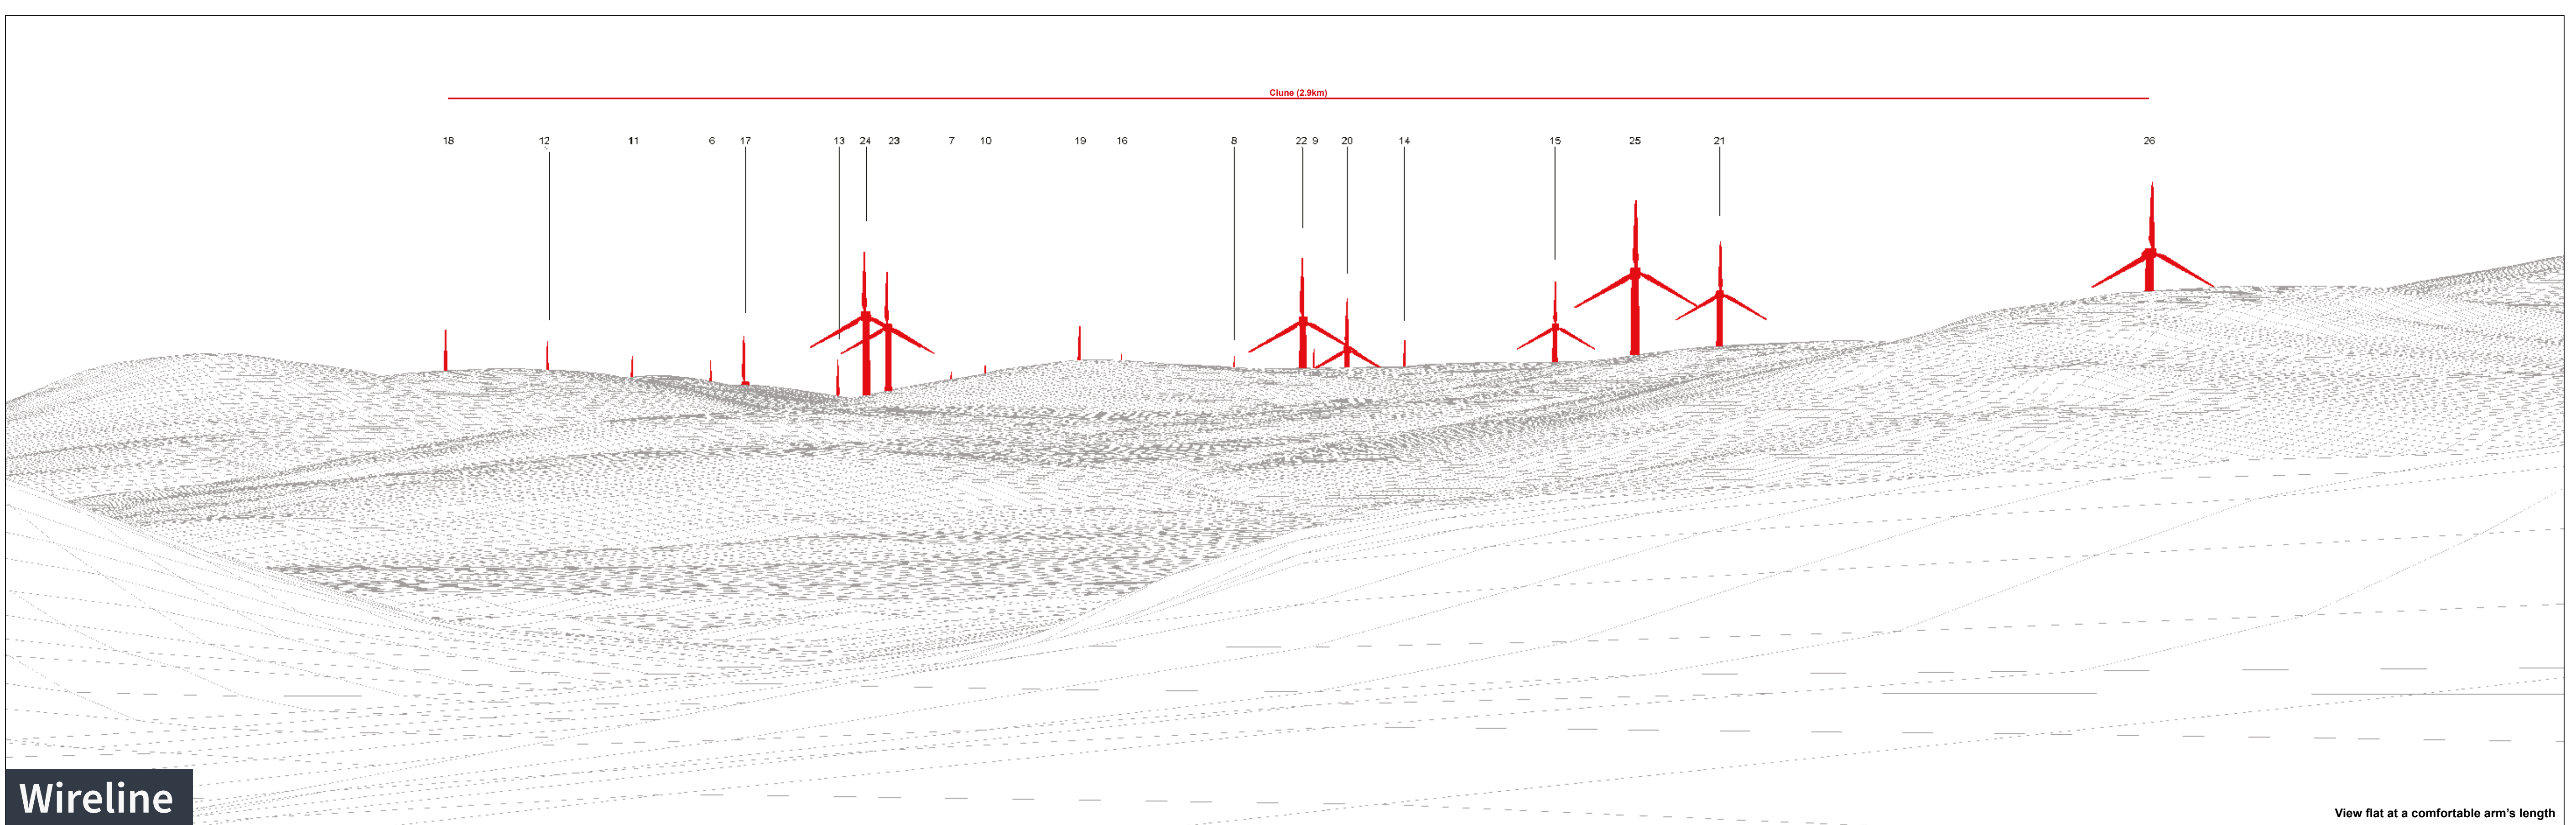 Clune (2.9km)
18 12 11 6 17 13 24 23 7 10 19 16 8 22 9 20 14 15 25 21 26
Wireline
View flat at a comfortable arm's length